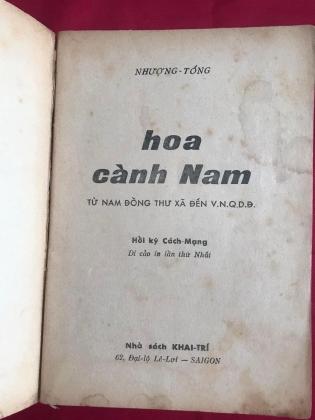 NHƯỢNG-TỐNG
hoa
cành Nam
TỪ NAM ĐỒNG THƯ XÃ ĐẾN V.N.Q.D.Đ.
Hồi ký Cách-Mạng
Di cảo in lần thứ Nhất
Nhà sách KHAI-TRÍ
62, Đại-lộ Lê-Lợi — SAIGON